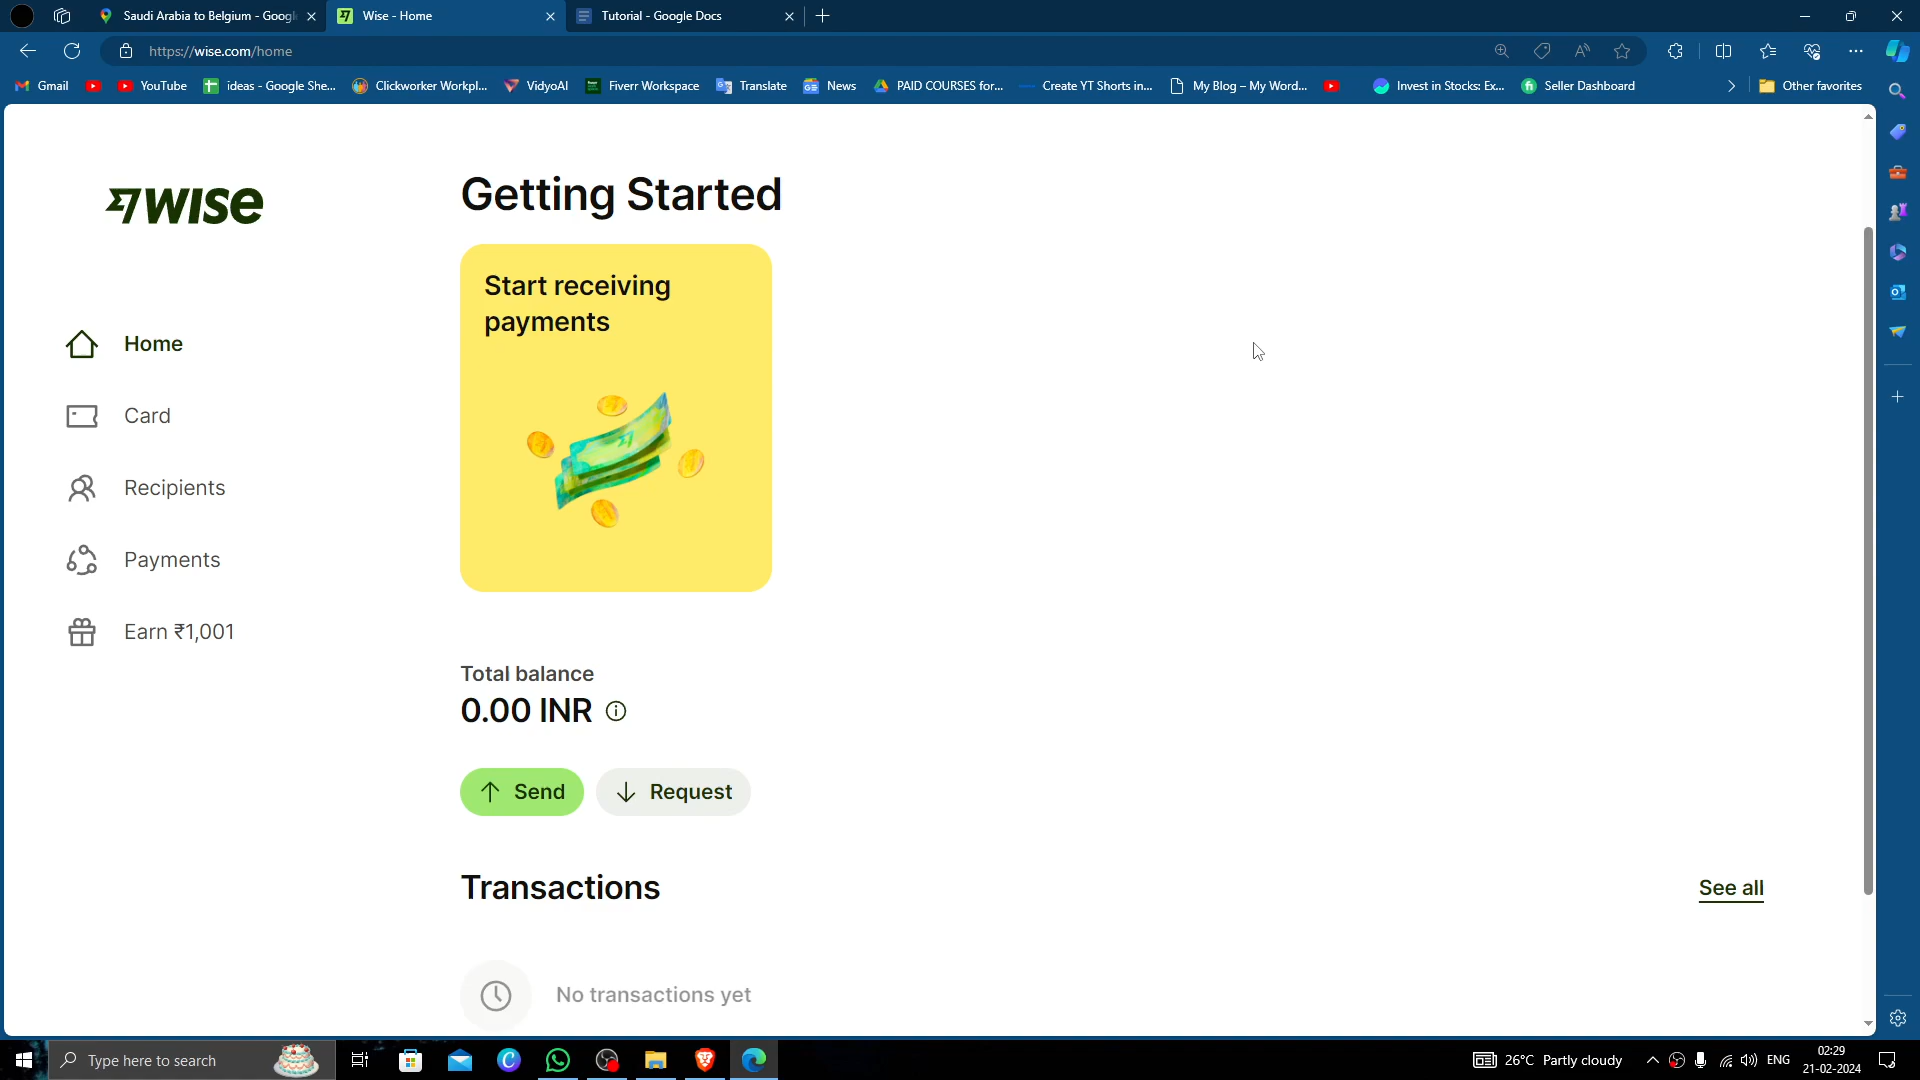 Saudi Arabia to Belgium - Googl
Wise - Home
Tutorial - Google Docs
https://wise.com/home
Gmail
YouTube
ideas - Google She...
Clickworker Workpl...
VidyoAI
Fiverr Workspace
Translate
News
PAID COURSES for...
Create YT Shorts in...
My Blog – My Word...
Invest in Stocks: Ex...
Seller Dashboard
Other favorites
WISE
Home
Card
Recipients
Payments
Earn ₹1,001
Getting Started
Start receiving
payments
Total balance
0.00 INR
Send
Request
Transactions
See all
No transactions yet
Type here to search
26°C Partly cloudy
ENG
02:29
21-02-2024